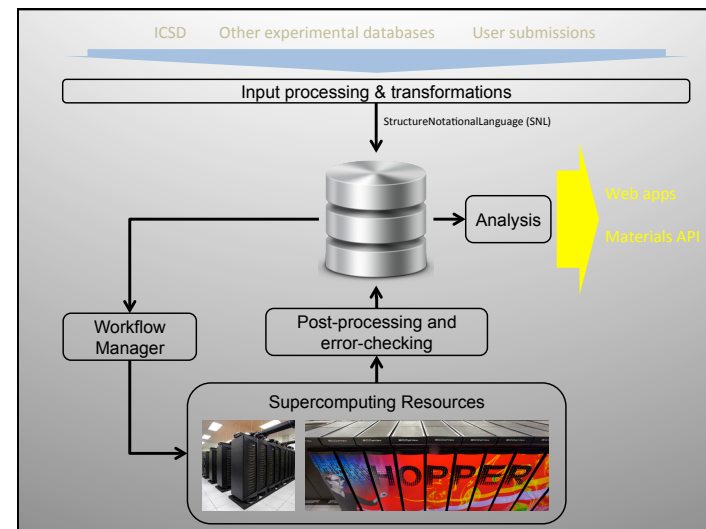 ICSD Other experimental databases User submissions
Input processing & transformations
StructureNotationalLanguage (SNL)
Analysis
Web apps
Materials API
Workflow
Manager
Post-processing and
error-checking
Supercomputing Resources
HOPPER